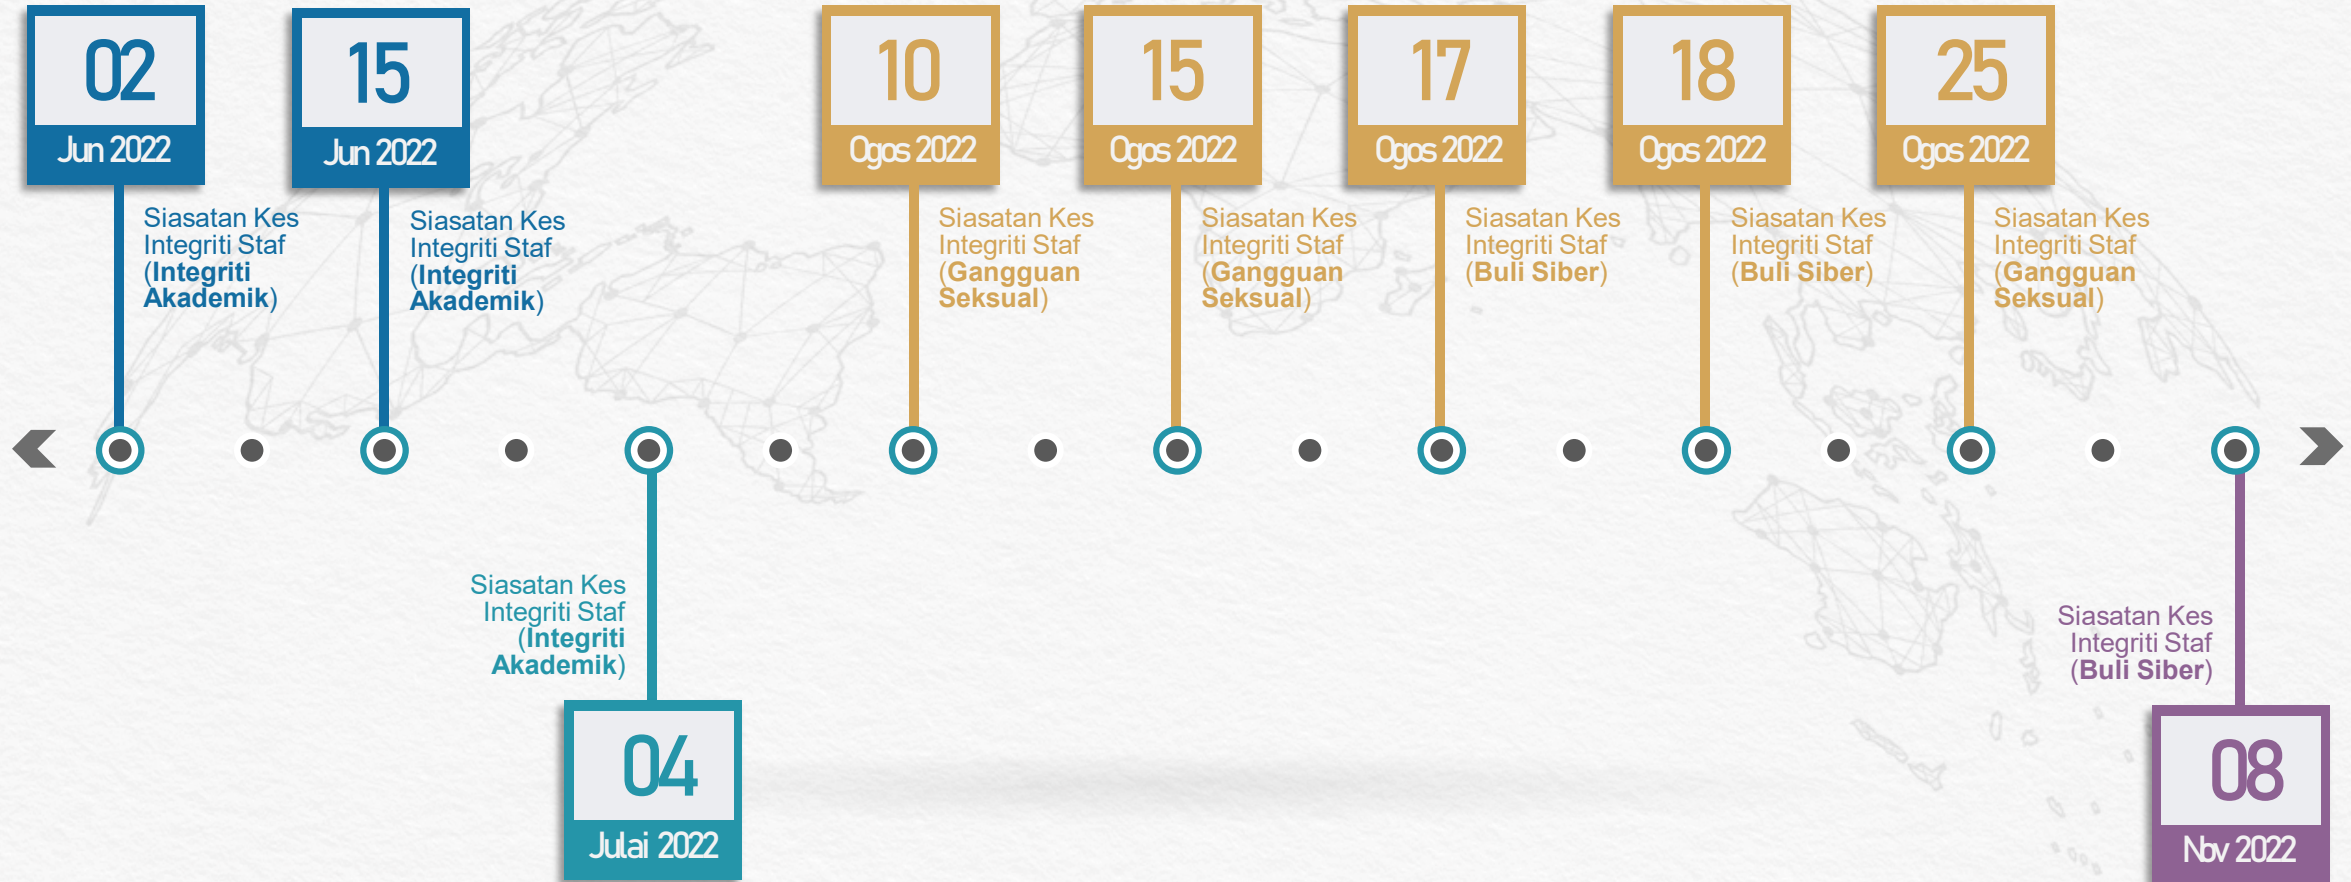 02
Jun 2022
Siasatan Kes
Integriti Staf
(Integriti
Akademik)
15
Jun 2022
Siasatan Kes
Integriti Staf
(Integriti
Akademik)
Siasatan Kes
Integriti Staf
(Integriti
Akademik)
04
Julai 2022
10
Ogos 2022
Siasatan Kes
Integriti Staf
(Gangguan
Seksual)
15
Ogos 2022
Siasatan Kes
Integriti Staf
(Gangguan
Seksual)
17
Ogos 2022
Siasatan Kes
Integriti Staf
(Buli Siber)
18
Ogos 2022
Siasatan Kes
Integriti Staf
(Buli Siber)
25
Ogos 2022
Siasatan Kes
Integriti Staf
(Gangguan
Seksual)
Siasatan Kes
Integriti Staf
(Buli Siber)
08
Nov 2022